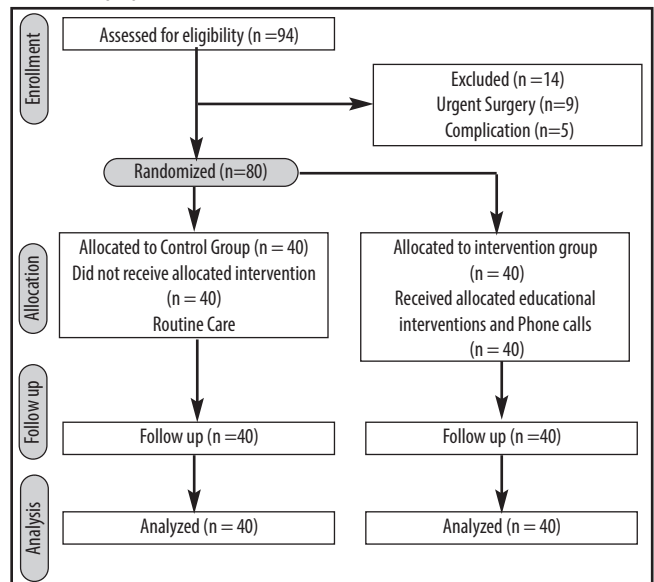 Enrollment
Assessed for eligibility (n =94)
Excluded (n =14)
Urgent Surgery (n=9)
Complication (n=5)
Randomized (n=80)
Allocation
Allocated to Control Group (n = 40)
Did not receive allocated intervention
(n = 40)
Routine Care
Allocated to intervention group
(n = 40)
Received allocated educational
interventions and Phone calls
(n = 40)
Follow up
Follow up (n =40)
Follow up (n =40)
Analysis
Analyzed (n = 40)
Analyzed (n = 40)